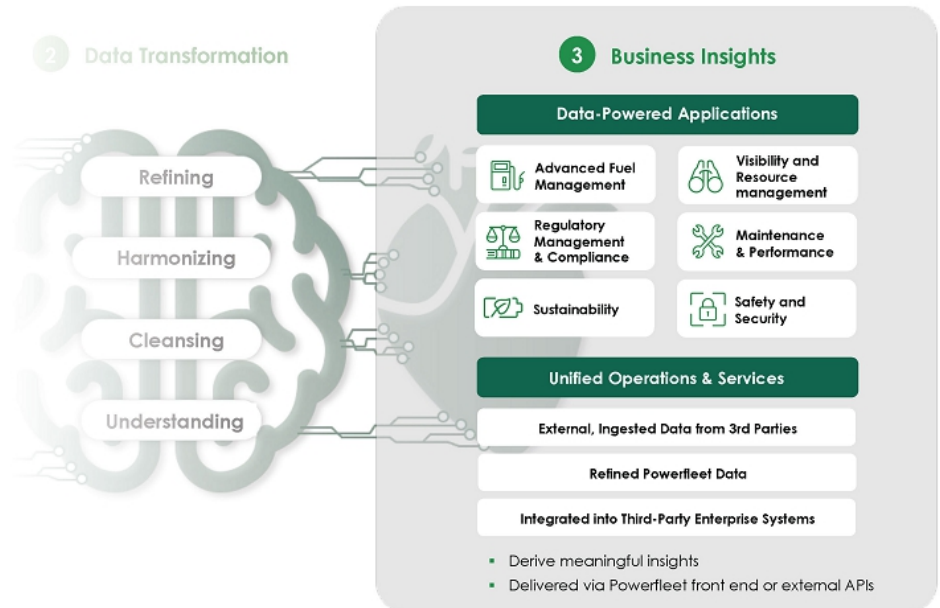 2 Data Transformation
Refining
Harmonizing
Cleansing
Understanding
3 Business Insights
Data-Powered Applications
Advanced Fuel
Management
Visibility and
Resource
management
Regulatory
Management
& Compliance
Maintenance
& Performance
Sustainability
Safety and
Security
Unified Operations & Services
External, Ingested Data from 3rd Parties
Refined Powerfleet Data
Integrated into Third-Party Enterprise Systems
▪ Derive meaningful insights
▪ Delivered via Powerfleet front end or external APIs